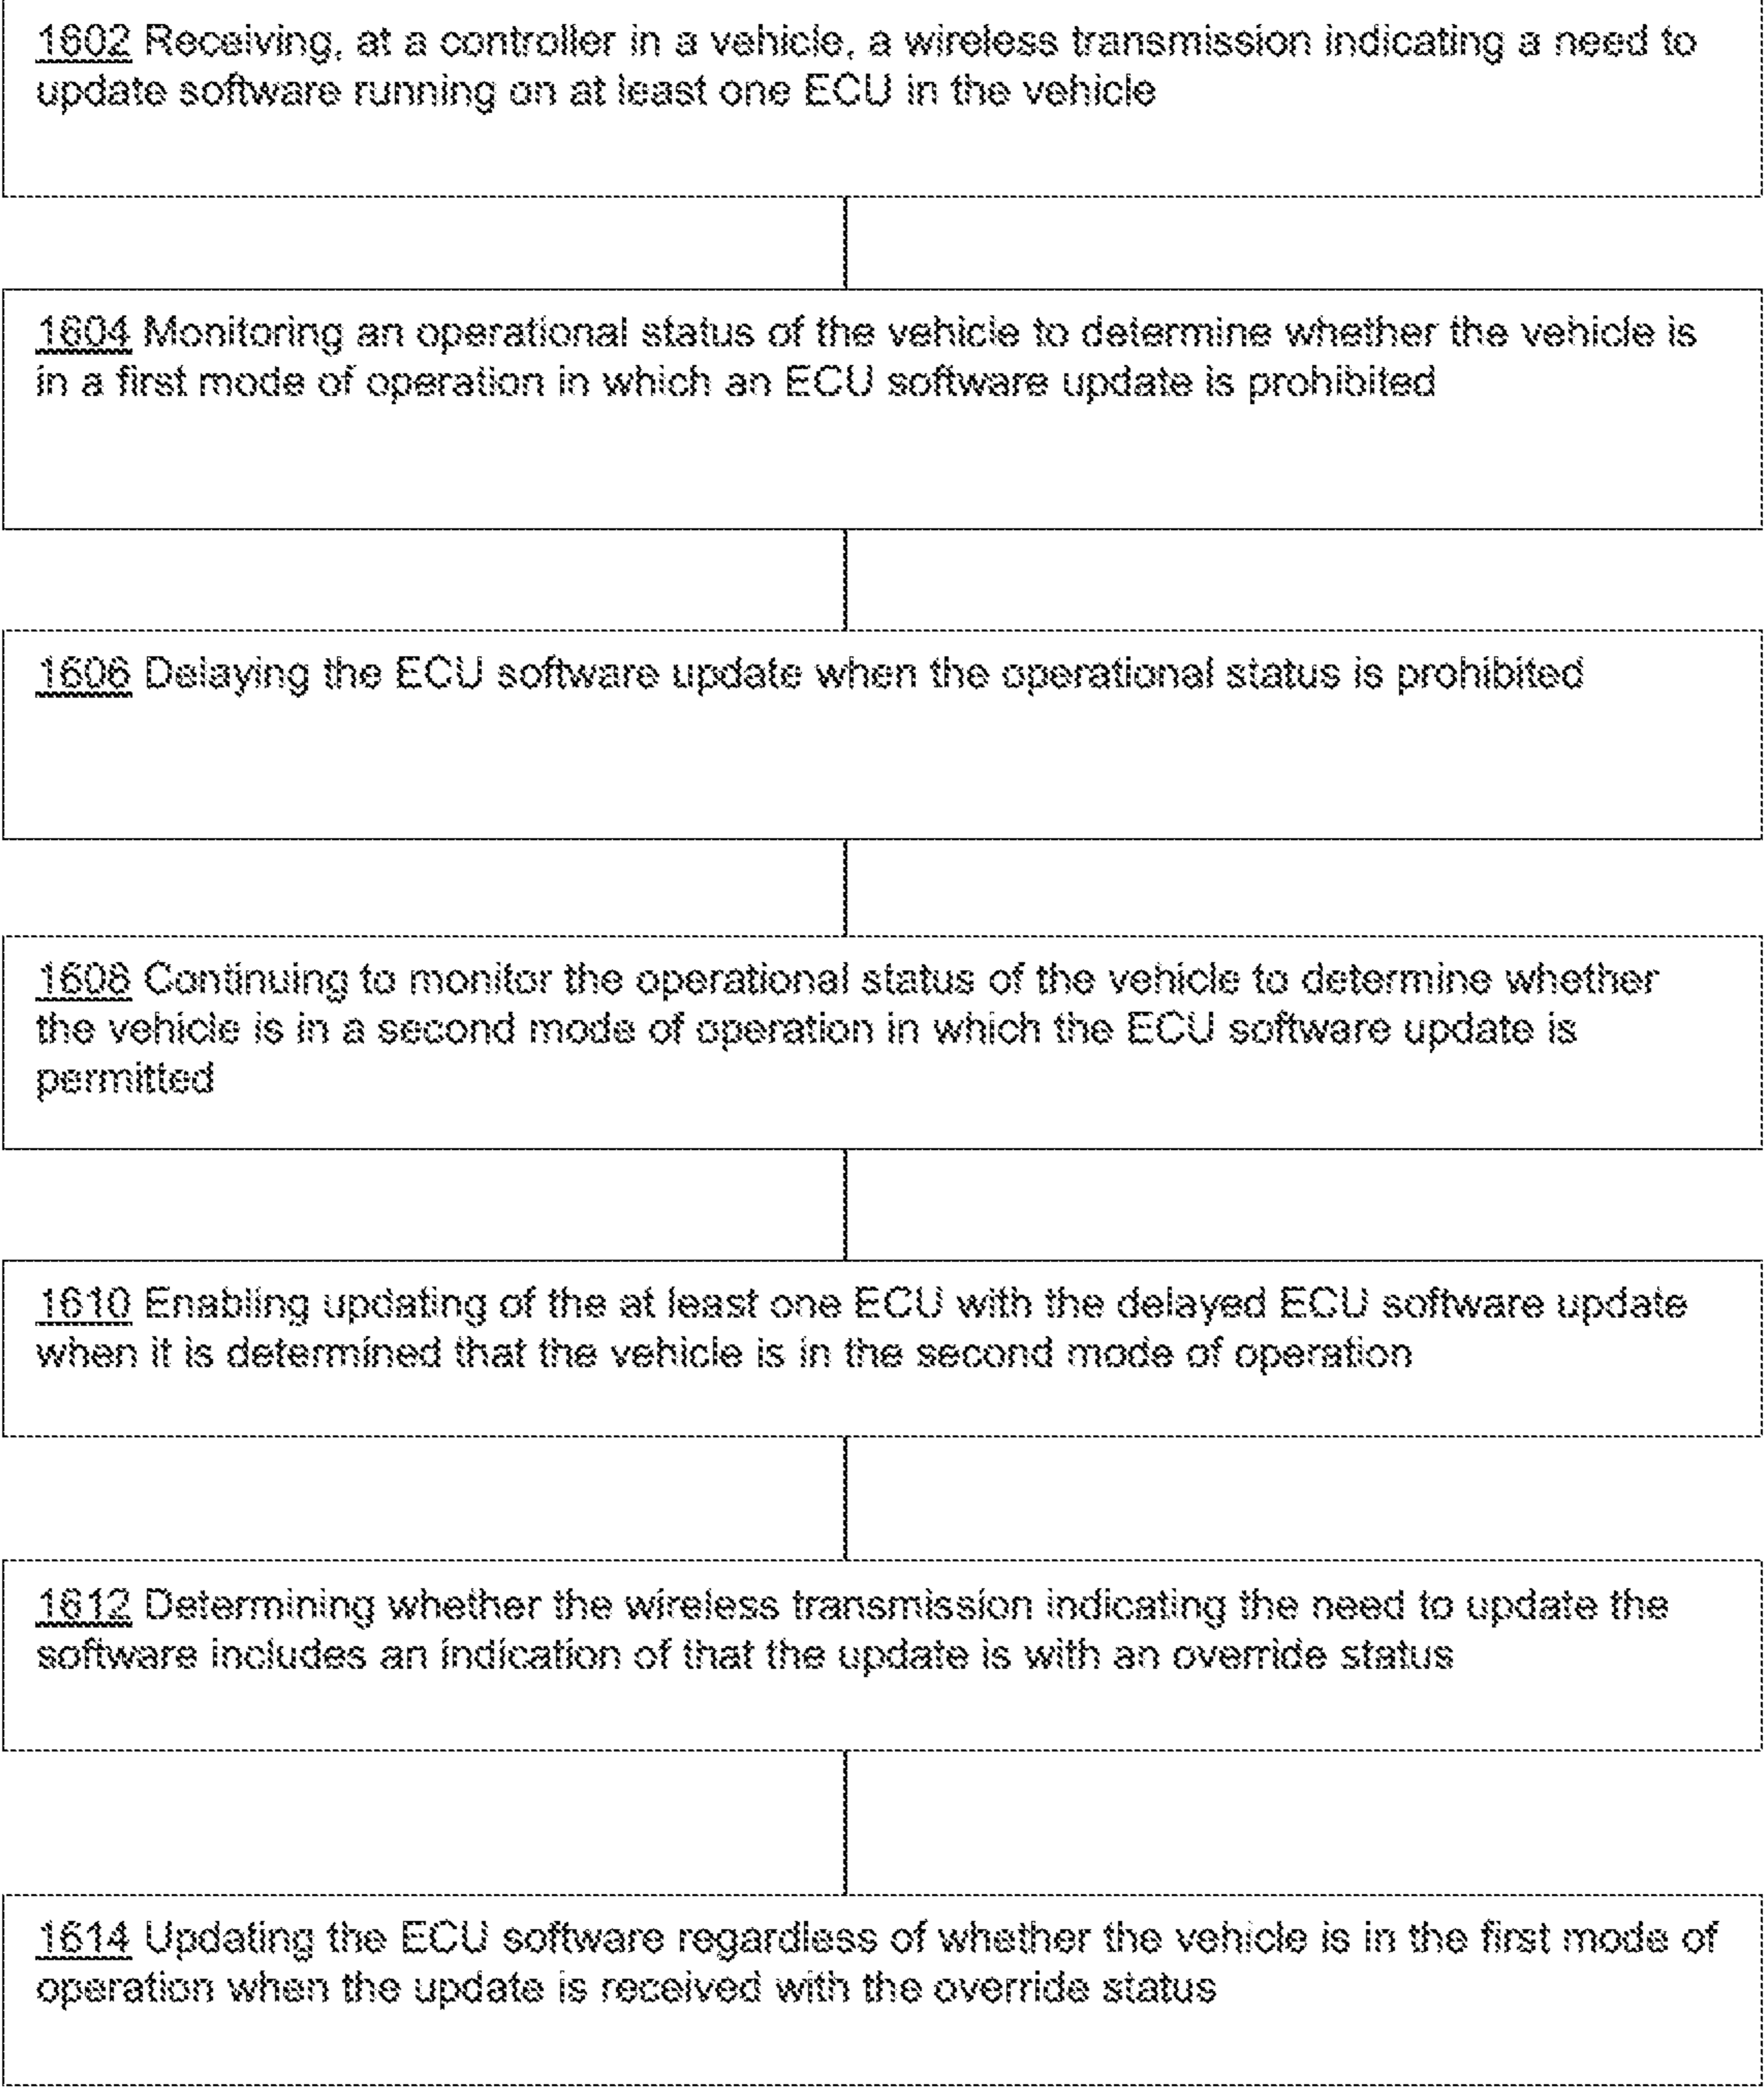 1602 Receiving, at a controller in a vehicle, a wireless transmission indicating a need to
update software running on at least one ECU in the vehicle
1604 Monitoring an operational status of the vehicle to determine whether the vehicle is
in a first mode of operation in which an ECU software update is prohibited
1606 Delaying the ECU software update when the operational status is prohibited
1608 Continuing to monitor the operational status of the vehicle to determine whether
the vehicle is in a second mode of operation in which the ECU software update is
permitted
1610 Enabling updating of the at least one ECU with the delayed ECU software update
when it is determined that the vehicle is in the second mode of operation
1612 Determining whether the wireless transmission indicating the need to update the
software includes an indication of that the update is with an override status
1614 Updating the ECU software regardless of whether the vehicle is in the first mode of
operation when the update is received with the override status